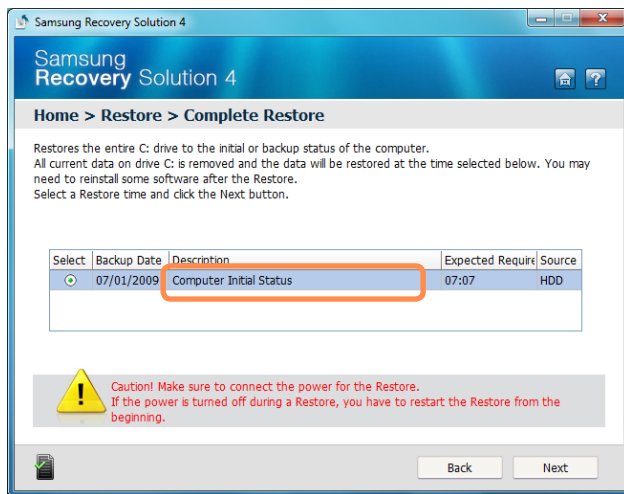 Samsung Recovery Solution 4
Samsung
Recovery Solution 4
Home > Restore > Complete Restore
Restores the entire C: drive to the initial or backup status of the computer.
All current data on drive C: is removed and the data will be restored at the time selected below. You may
need to reinstall some software after the Restore.
Select a Restore time and click the Next button.
Select Backup Date Description Expected Require Source
07/01/2009 Computer Initial Status 07:07 HDD
Caution! Make sure to connect the power for the Restore.
If the power is turned off during a Restore, you have to restart the Restore from the
beginning.
Back Next